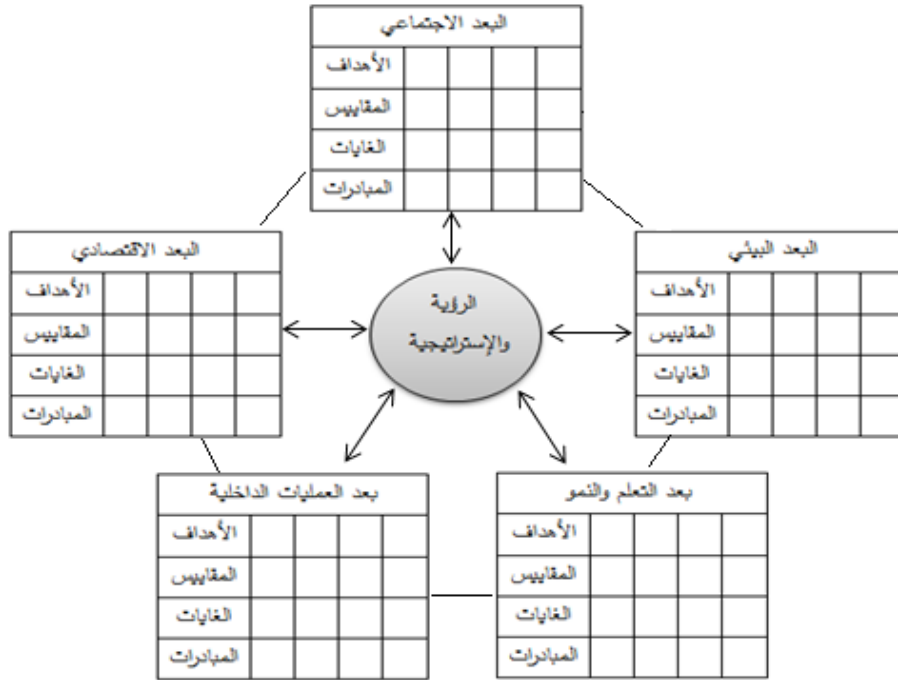 البعد الاجتماعي
الأهداف
المقاييس
الغايات
المبادرات
البعد الاقتصادي
الأهداف
المقاييس
الغايات
المبادرات
الرؤية
والإستراتيجية
البعد البيئي
الأهداف
المقاييس
الغايات
المبادرات
بعد العمليات الداخلية
الأهداف
المقاييس
الغايات
المبادرات
بعد التعلم والنمو
الأهداف
المقاييس
الغايات
المبادرات